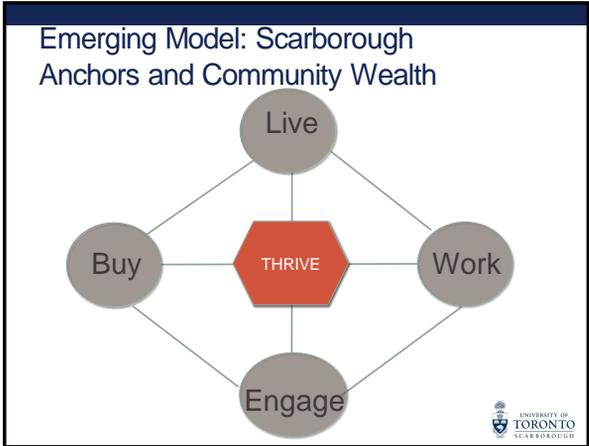 Emerging Model: Scarborough
Anchors and Community Wealth
Live
Buy
THRIVE
Work
Engage
UNIVERSITY OF
TORONTO
SCARBOROUGH